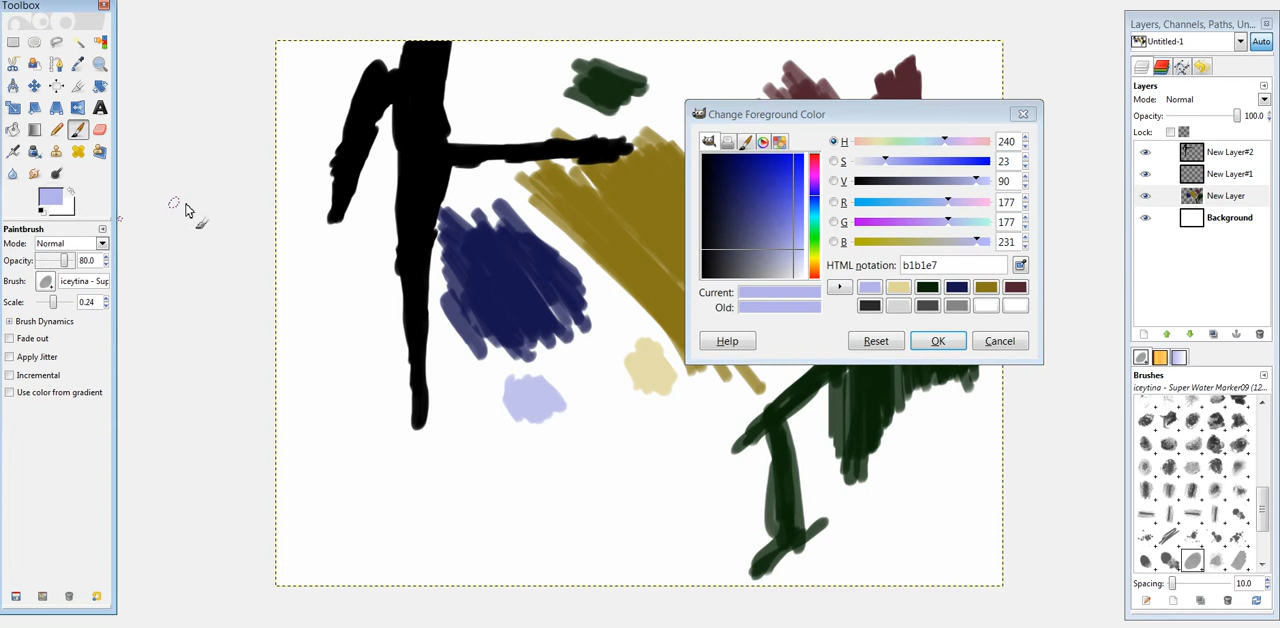 Toolbox
Paintbrush
Mode: Normal
Opacity: 80.0
Brush: iceytina - Sup
Scale: 0.24
Brush Dynamics
Fade out
Apply Jitter
Incremental
Use color from gradient
Change Foreground Color
H 240
S 23
V 90
R 177
G 177
B 231
HTML notation: b1b1e7
Current:
Old:
Help Reset OK Cancel
Layers, Channels, Paths, Un...
Untitled-1 Auto
Layers
Mode: Normal
Opacity: 100.0
Lock:
New Layer#2
New Layer#1
New Layer
Background
Brushes
iceytina - Super Water Marker09 (12...
Spacing: 10.0